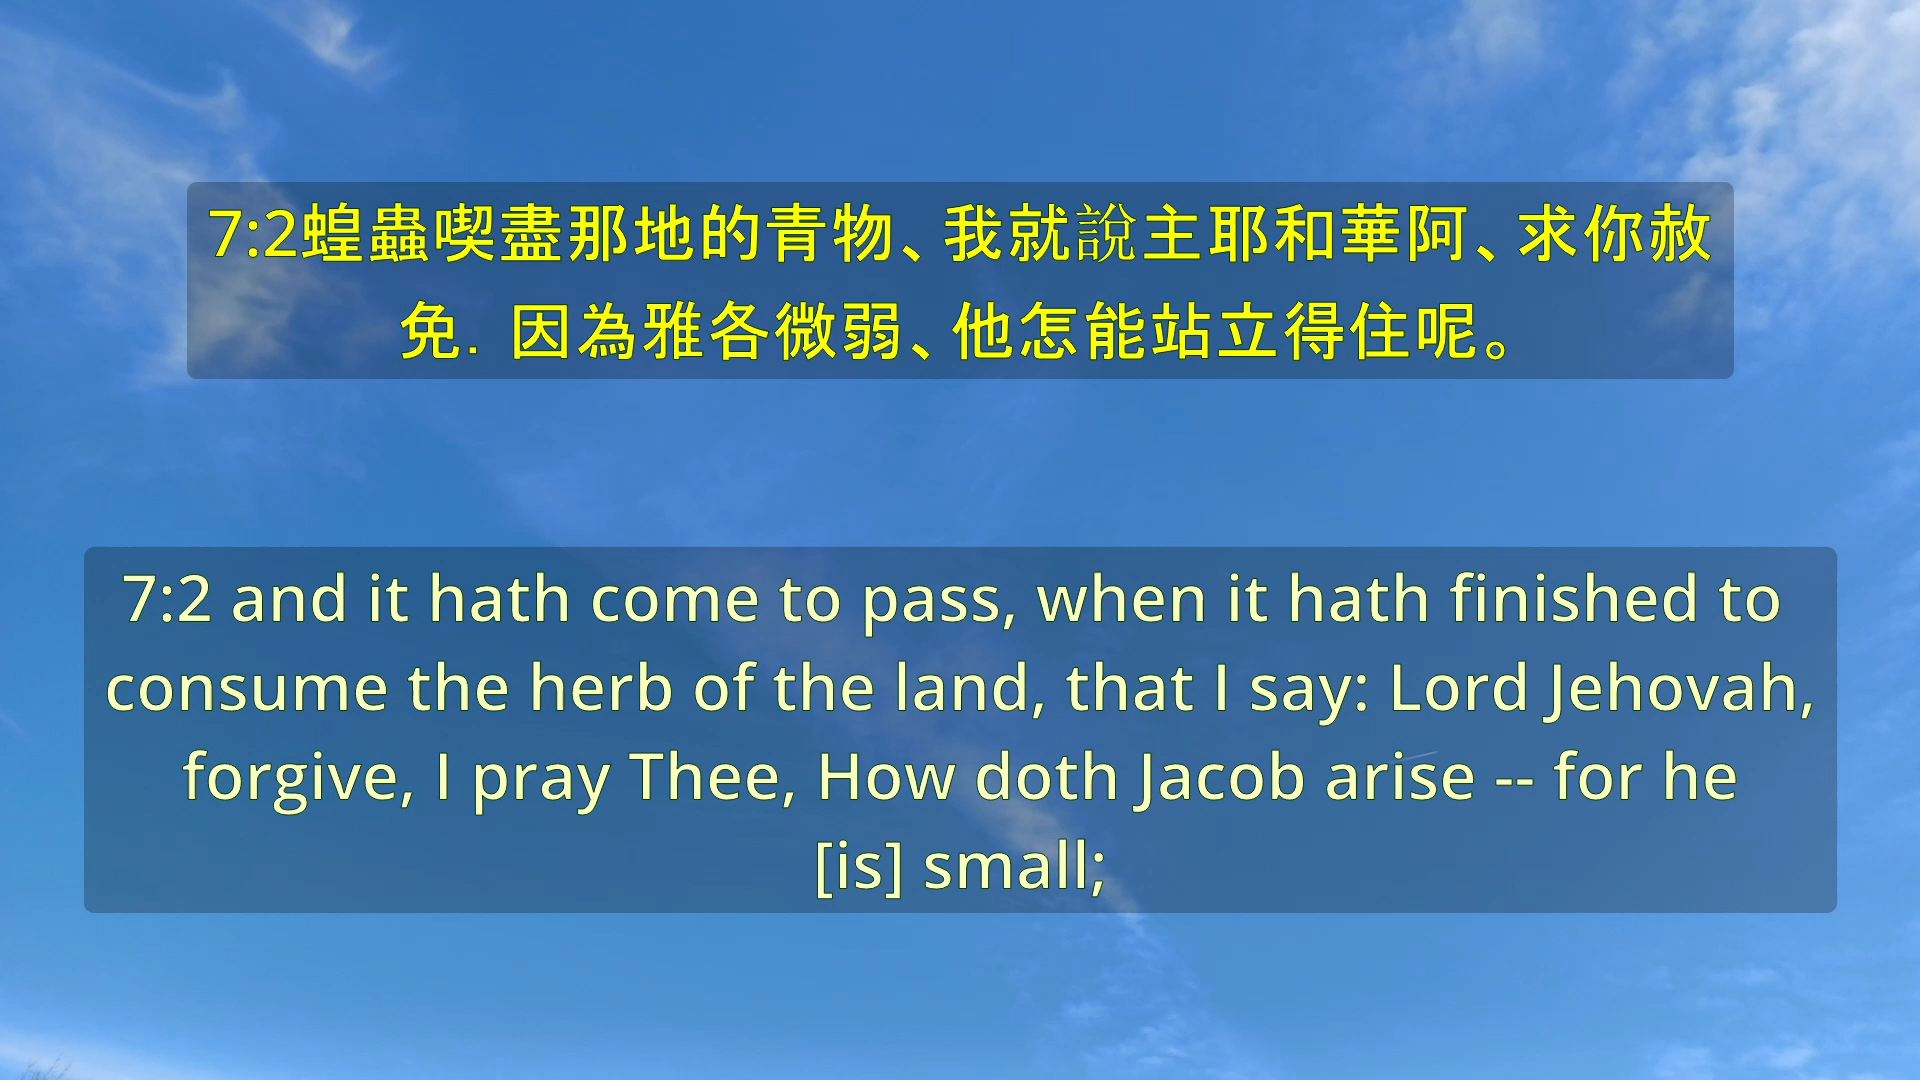 7:2蝗蟲喫盡那地的青物、我就說主耶和華阿、求你赦
免．因為雅各微弱、他怎能站立得住呢。
7:2 and it hath come to pass, when it hath finished to
consume the herb of the land, that I say: Lord Jehovah,
forgive, I pray Thee, How doth Jacob arise -- for he
[is] small;